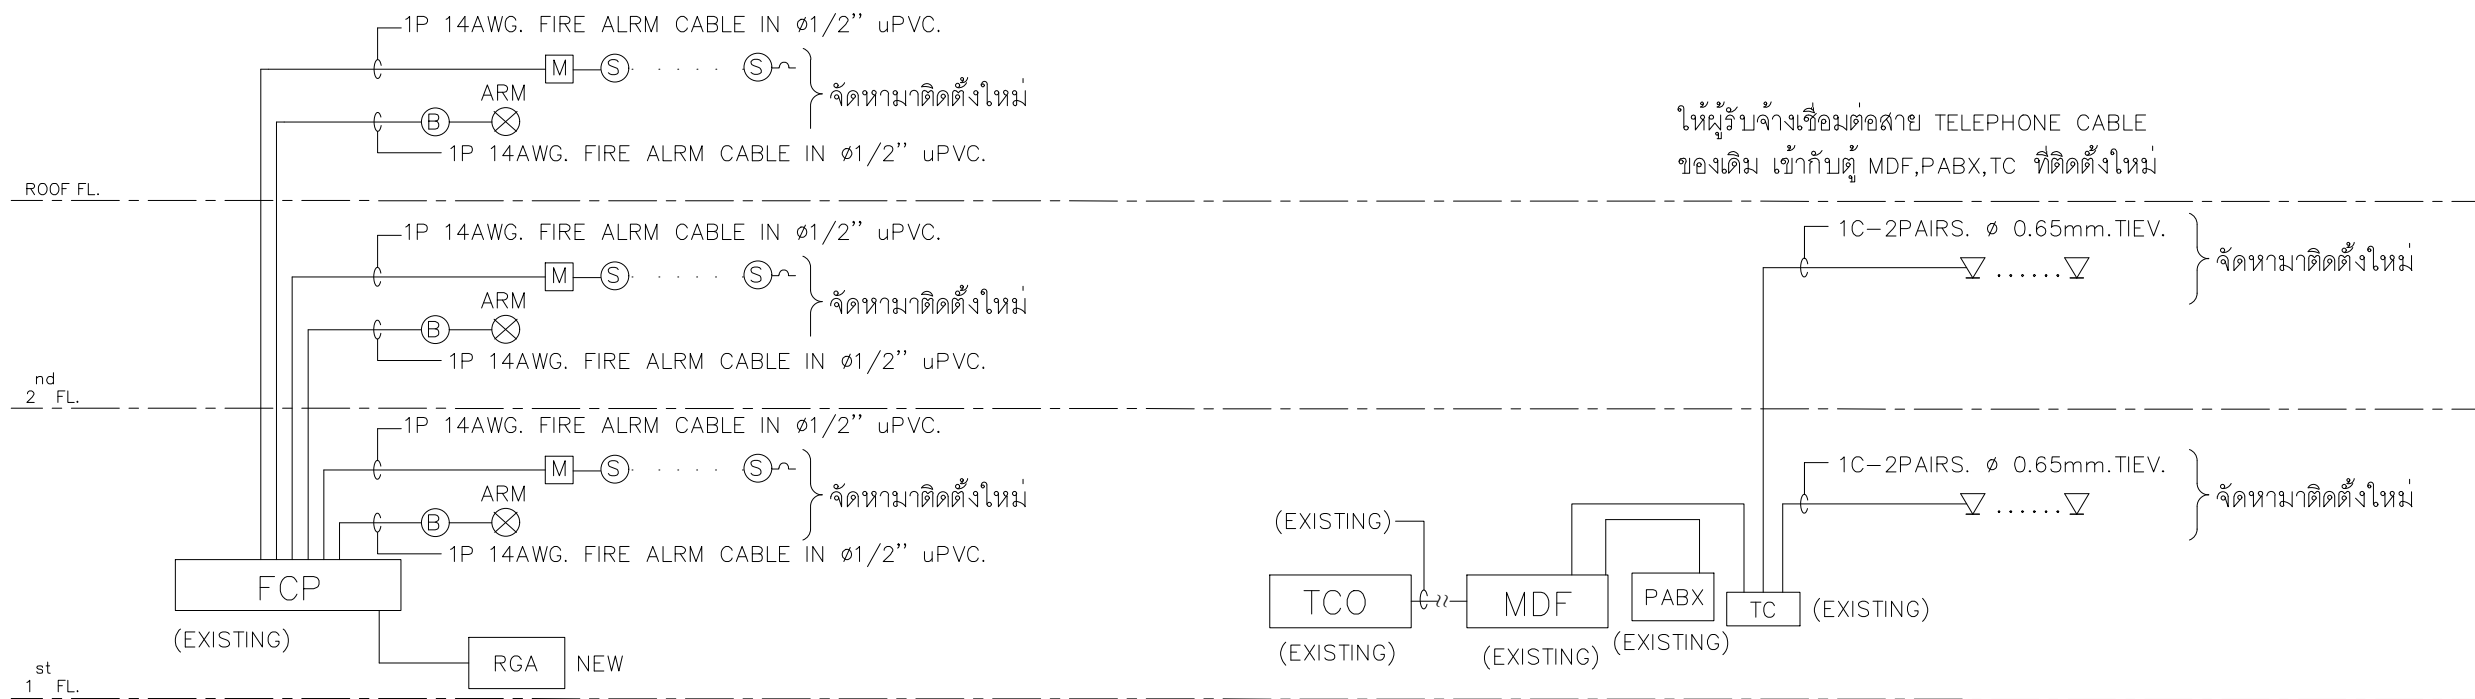 1P 14AWG. FIRE ALRM CABLE IN ø1/2'' uPVC.
M S S
ARM
จัดหามาติดตั้งใหม่
B
1P 14AWG. FIRE ALRM CABLE IN ø1/2'' uPVC.
ROOF FL.
1P 14AWG. FIRE ALRM CABLE IN ø1/2'' uPVC.
M S S
ARM
จัดหามาติดตั้งใหม่
B
1P 14AWG. FIRE ALRM CABLE IN ø1/2'' uPVC.
2nd FL.
1P 14AWG. FIRE ALRM CABLE IN ø1/2'' uPVC.
M S S
ARM
จัดหามาติดตั้งใหม่
B
1P 14AWG. FIRE ALRM CABLE IN ø1/2'' uPVC.
FCP
(EXISTING)
RGA NEW
1st FL.
ให้ผู้รับจ้างเชื่อมต่อสาย TELEPHONE CABLE
ของเดิม เข้ากับตู้ MDF,PABX,TC ที่ติดตั้งใหม่
1C-2PAIRS. ø 0.65mm.TIEV.
จัดหามาติดตั้งใหม่
1C-2PAIRS. ø 0.65mm.TIEV.
จัดหามาติดตั้งใหม่
(EXISTING)
TCO
(EXISTING)
MDF
(EXISTING)
PABX
(EXISTING)
TC (EXISTING)